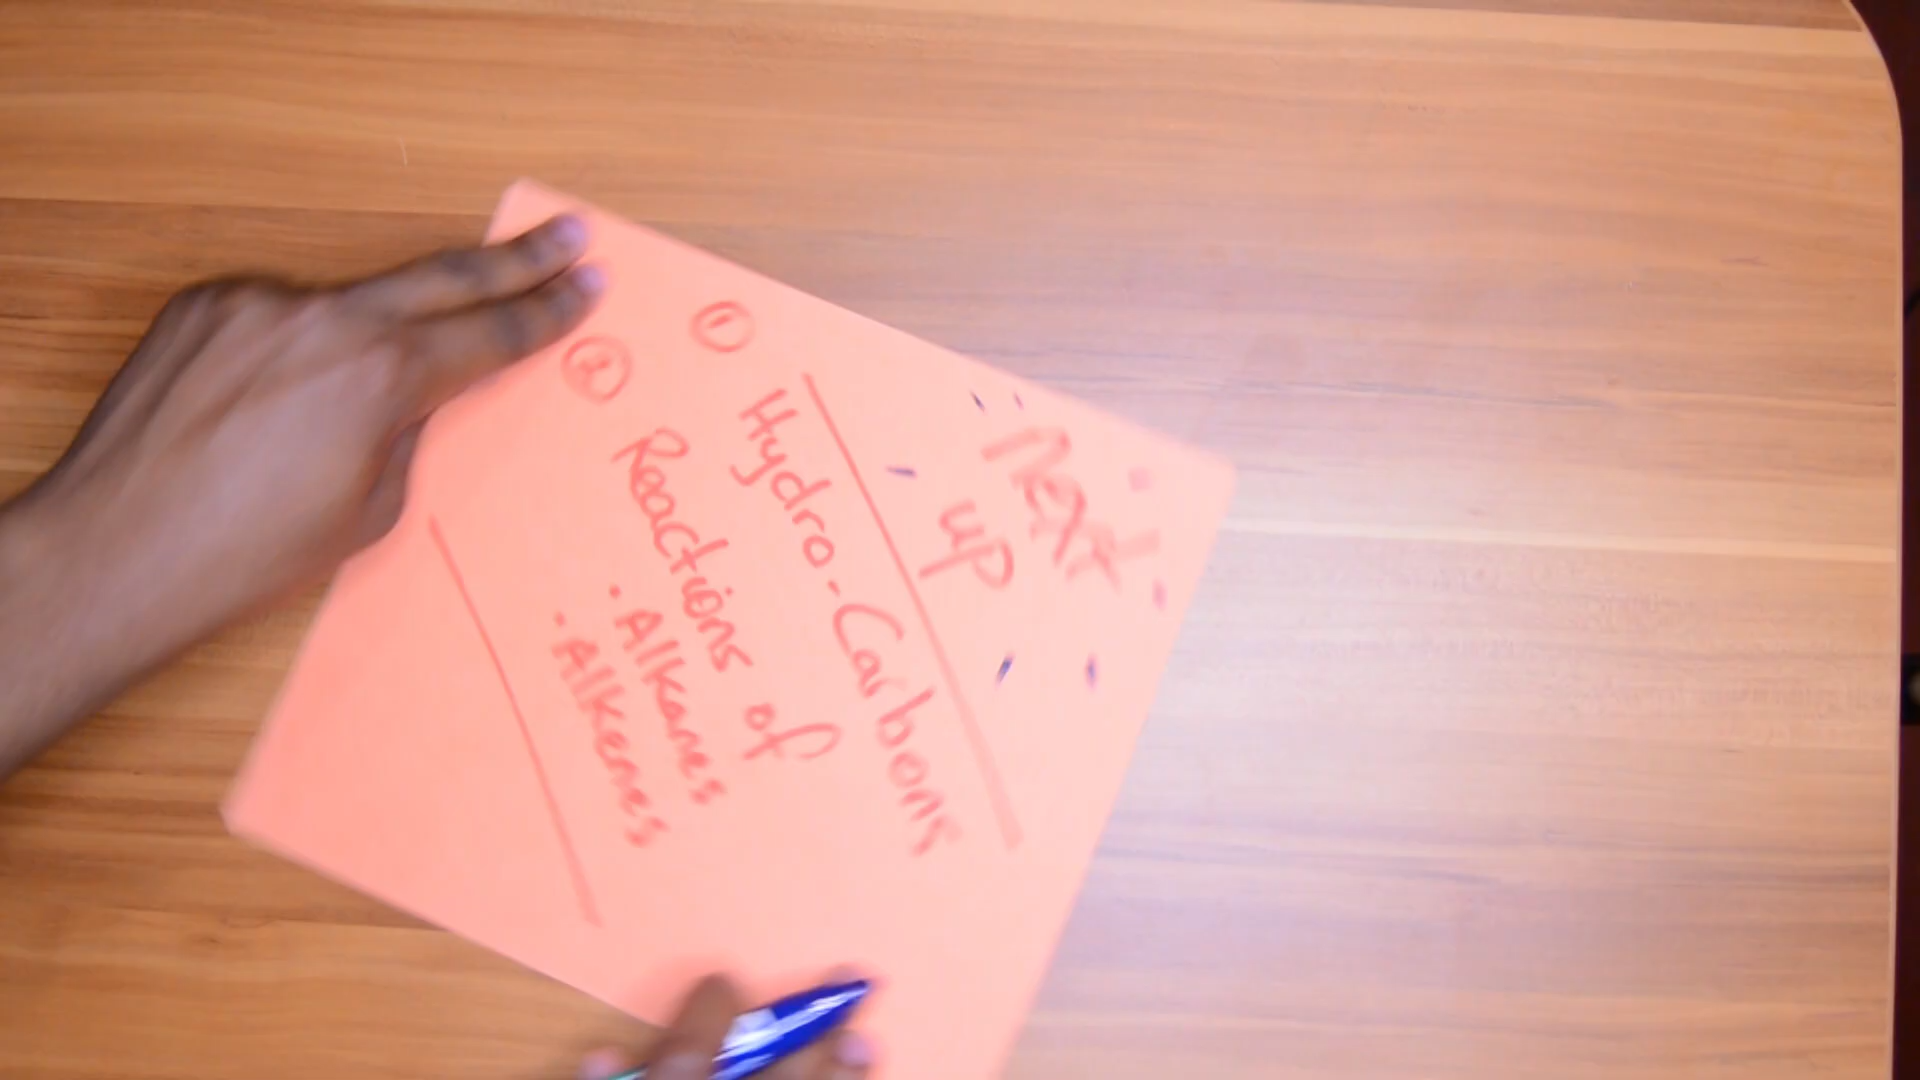 next
up
① Hydro-Carbons
② Reactions of
· Alkanes
· Alkenes